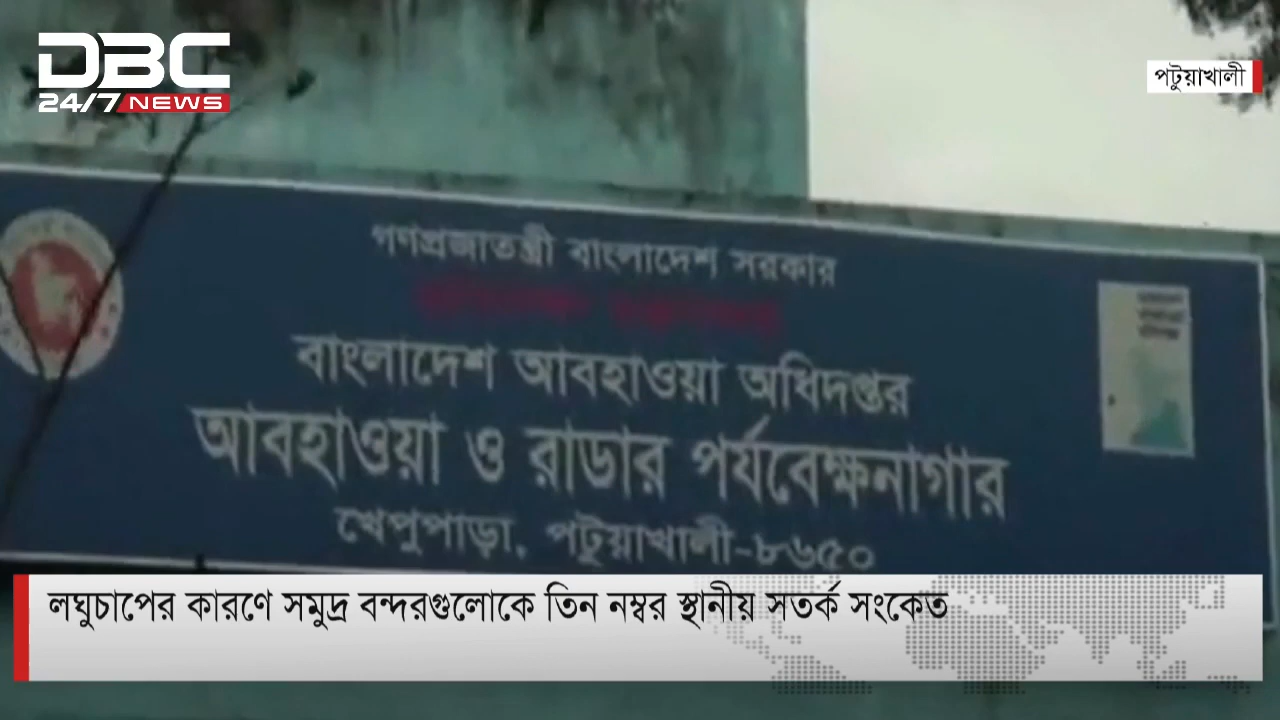 DBC
24/7 NEWS
পটুয়াখালী
গণপ্রজাতন্ত্রী বাংলাদেশ সরকার
বাংলাদেশ আবহাওয়া অধিদপ্তর
আবহাওয়া ও রাডার পর্যবেক্ষনাগার
খেপুপাড়া, পটুয়াখালী-৮৬৫০
লঘুচাপের কারণে সমুদ্র বন্দরগুলোকে তিন নম্বর স্থানীয় সতর্ক সংকেত